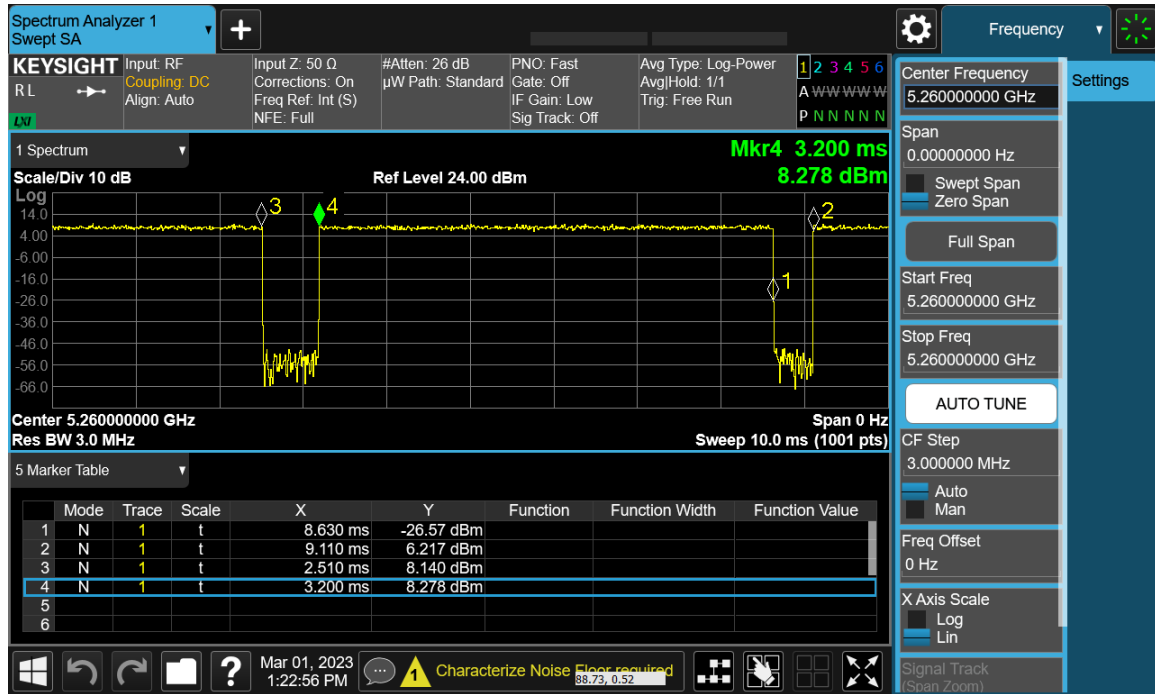 Spectrum Analyzer 1
Swept SA
+
Frequency
KEYSIGHT
R L
LXI
Input: RF
Coupling: DC
Align: Auto
Input Z: 50 Ω
Corrections: On
Freq Ref: Int (S)
NFE: Full
#Atten: 26 dB
µW Path: Standard
PNO: Fast
Gate: Off
IF Gain: Low
Sig Track: Off
Avg Type: Log-Power
Avg|Hold: 1/1
Trig: Free Run
1 2 3 4 5 6
A W W W W W
P N N N N N
1 Spectrum
Mkr4 3.200 ms
8.278 dBm
Scale/Div 10 dB
Ref Level 24.00 dBm
Log
14.0
4.00
-6.00
-16.0
-26.0
-36.0
-46.0
-56.0
-66.0
3
4
2
1
Center 5.260000000 GHz
Span 0 Hz
Res BW 3.0 MHz
Sweep 10.0 ms (1001 pts)
5 Marker Table
Mode Trace Scale X Y Function Function Width Function Value
1 N 1 t 8.630 ms -26.57 dBm
2 N 1 t 9.110 ms 6.217 dBm
3 N 1 t 2.510 ms 8.140 dBm
4 N 1 t 3.200 ms 8.278 dBm
5
6
Center Frequency
5.260000000 GHz
Settings
Span
0.00000000 Hz
Swept Span
Zero Span
Full Span
Start Freq
5.260000000 GHz
Stop Freq
5.260000000 GHz
AUTO TUNE
CF Step
3.000000 MHz
Auto
Man
Freq Offset
0 Hz
X Axis Scale
Log
Lin
Signal Track
(Span Zoom)
?
Mar 01, 2023
1:22:56 PM
1
Characterize Noise Floor required
88.73, 0.52